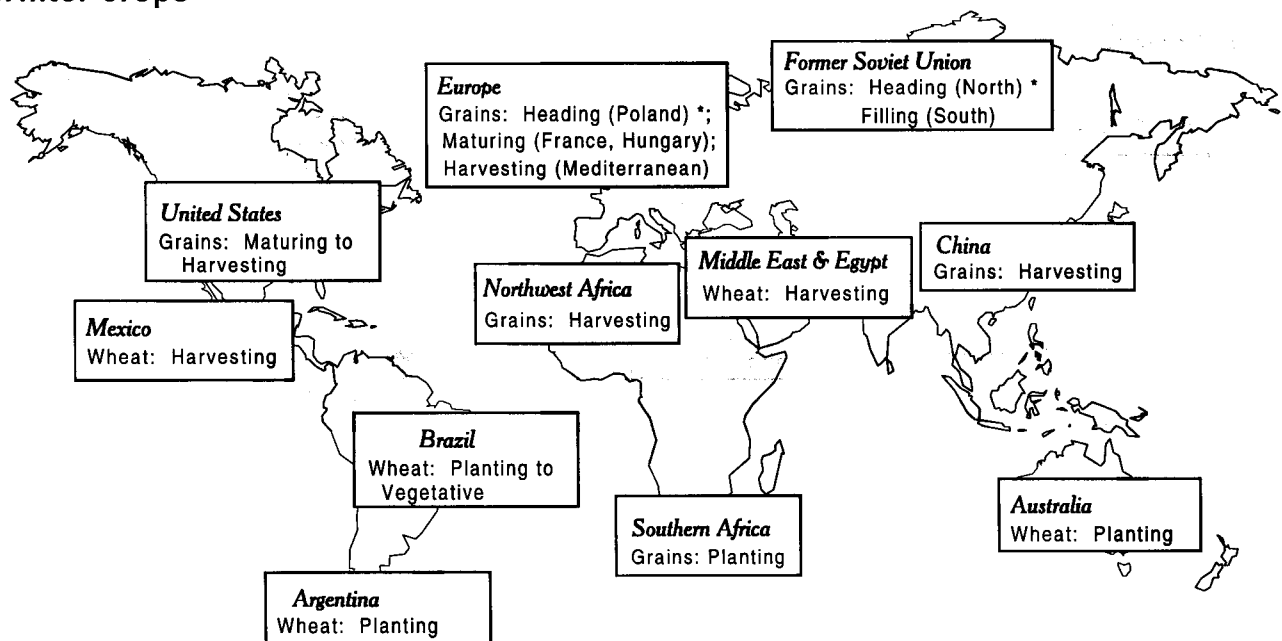 Winter crops
Former Soviet Union
Grains: Heading (North) *
Filling (South)
Europe
Grains: Heading (Poland) *;
Maturing (France, Hungary);
Harvesting (Mediterranean)
United States
Grains: Maturing to
Harvesting
China
Grains: Harvesting
Middle East & Egypt
Wheat: Harvesting
Northwest Africa
Grains: Harvesting
Mexico
Wheat: Harvesting
Brazil
Wheat: Planting to
Vegetative
Southern Africa
Grains: Planting
Australia
Wheat: Planting
Argentina
Wheat: Planting